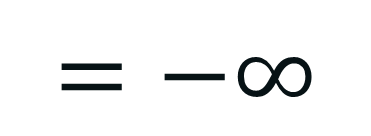 = −∞